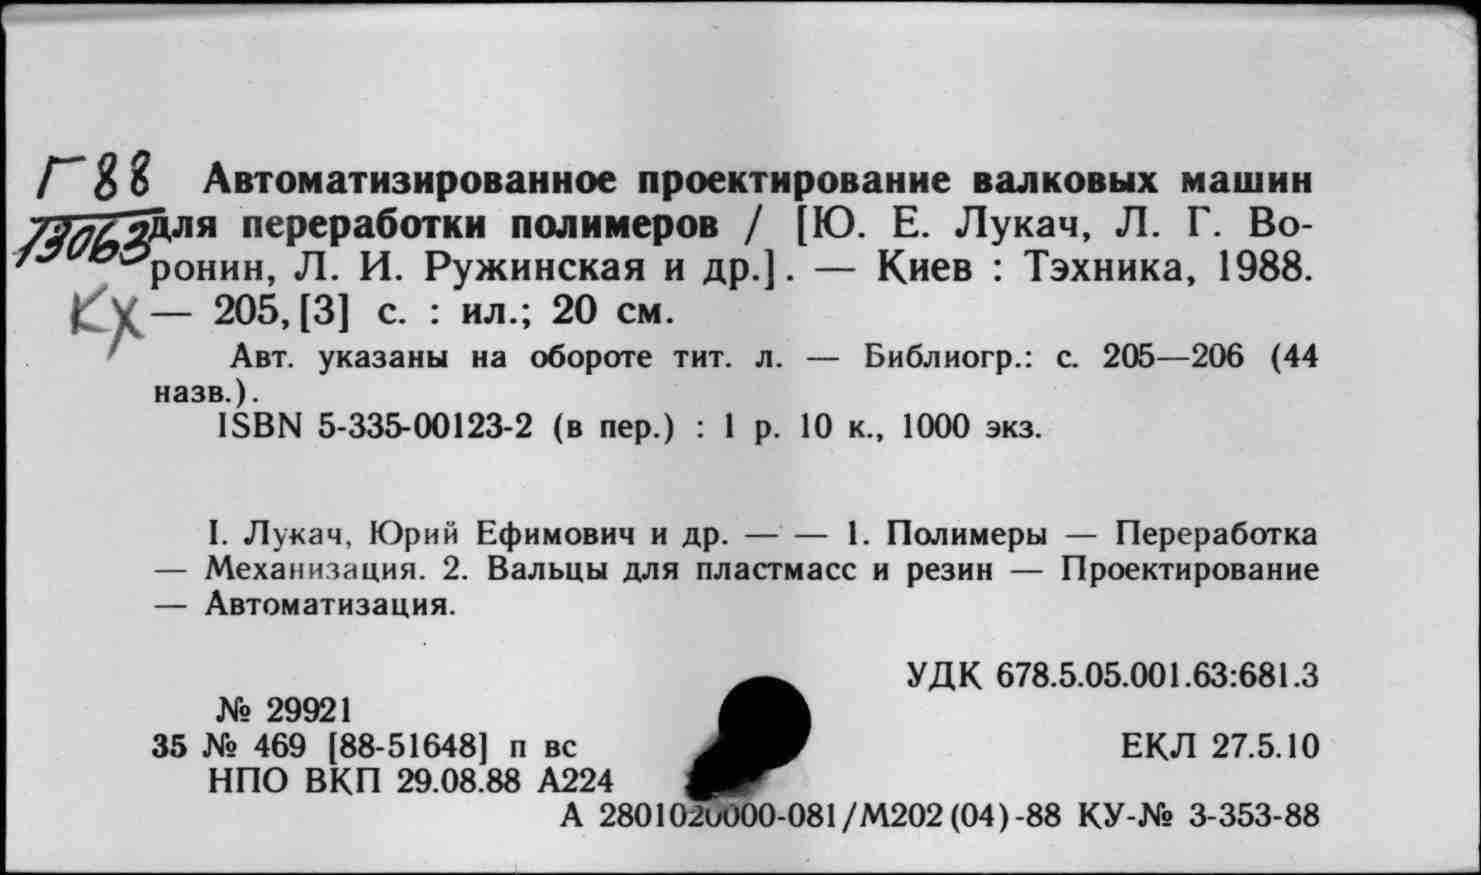 Г 88 Автоматизированное проектирование валковых машин
13063 для переработки полимеров / [Ю. Е. Лукач, Л. Г. Во-
ронин, Л. И. Ружинская и др.]. — Киев : Тэхника, 1988.
Кх — 205, [3] с. : ил.; 20 см.
Авт. указаны на обороте тит. л. — Библиогр.: с. 205—206 (44
назв.).
ISBN 5-335-00123-2 (в пер.) : 1 р. 10 к., 1000 экз.
I. Лукач, Юрий Ефимович и др. — — 1. Полимеры — Переработка
— Механизация. 2. Вальцы для пластмасс и резин — Проектирование
— Автоматизация.
УДК 678.5.05.001.63:681.3
№ 29921
35 № 469 [88-51648] п вс ЕКЛ 27.5.10
НПО ВКП 29.08.88 А224
А 2801020000-081/М202(04)-88 КУ-№ 3-353-88